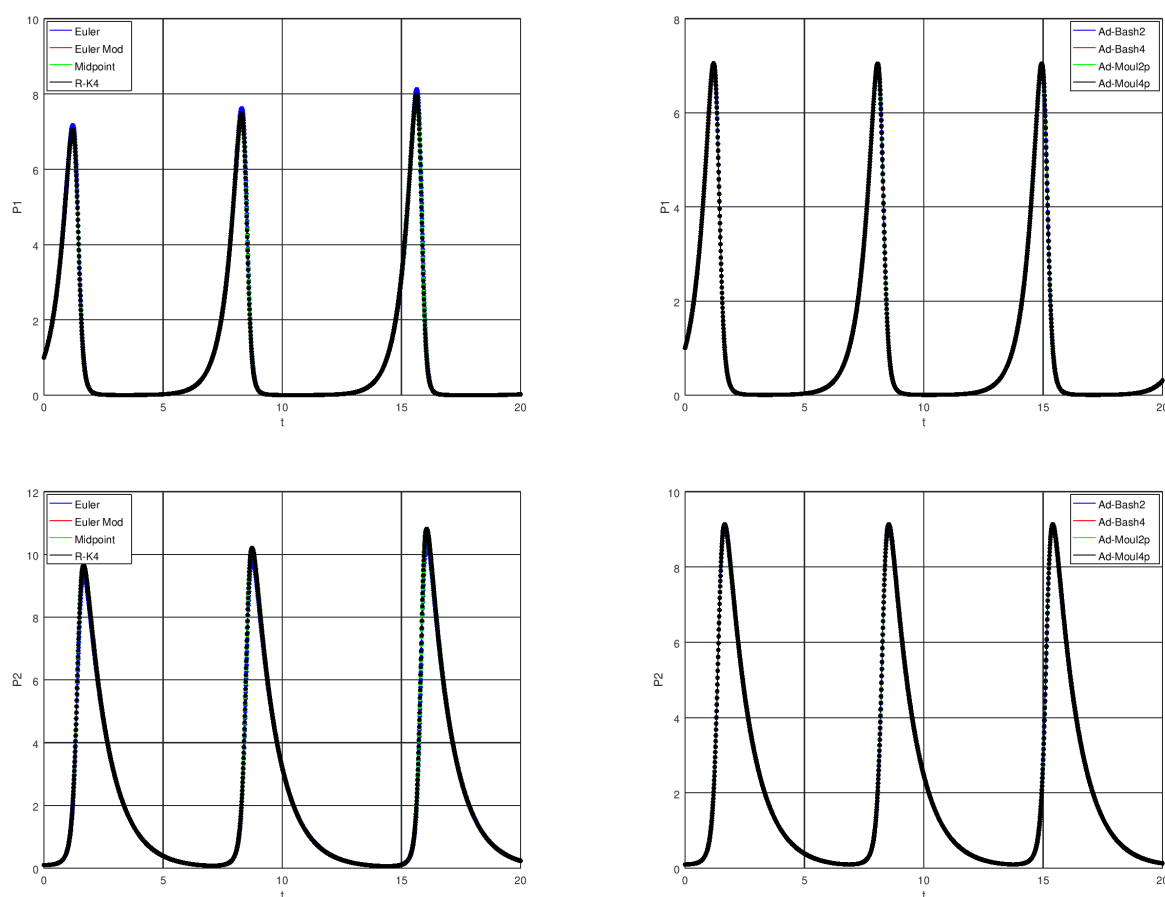 10
8
6
4
2
0
P1
Euler
Euler Mod
Midpoint
R-K4
0
5
10
15
20
t
8
6
4
2
0
P1
Ad-Bash2
Ad-Bash4
Ad-Moul2p
Ad-Moul4p
0
5
10
15
20
t
12
10
8
6
4
2
0
P2
Euler
Euler Mod
Midpoint
R-K4
0
5
10
15
20
t
10
8
6
4
2
0
P2
Ad-Bash2
Ad-Bash4
Ad-Moul2p
Ad-Moul4p
0
5
10
15
20
t